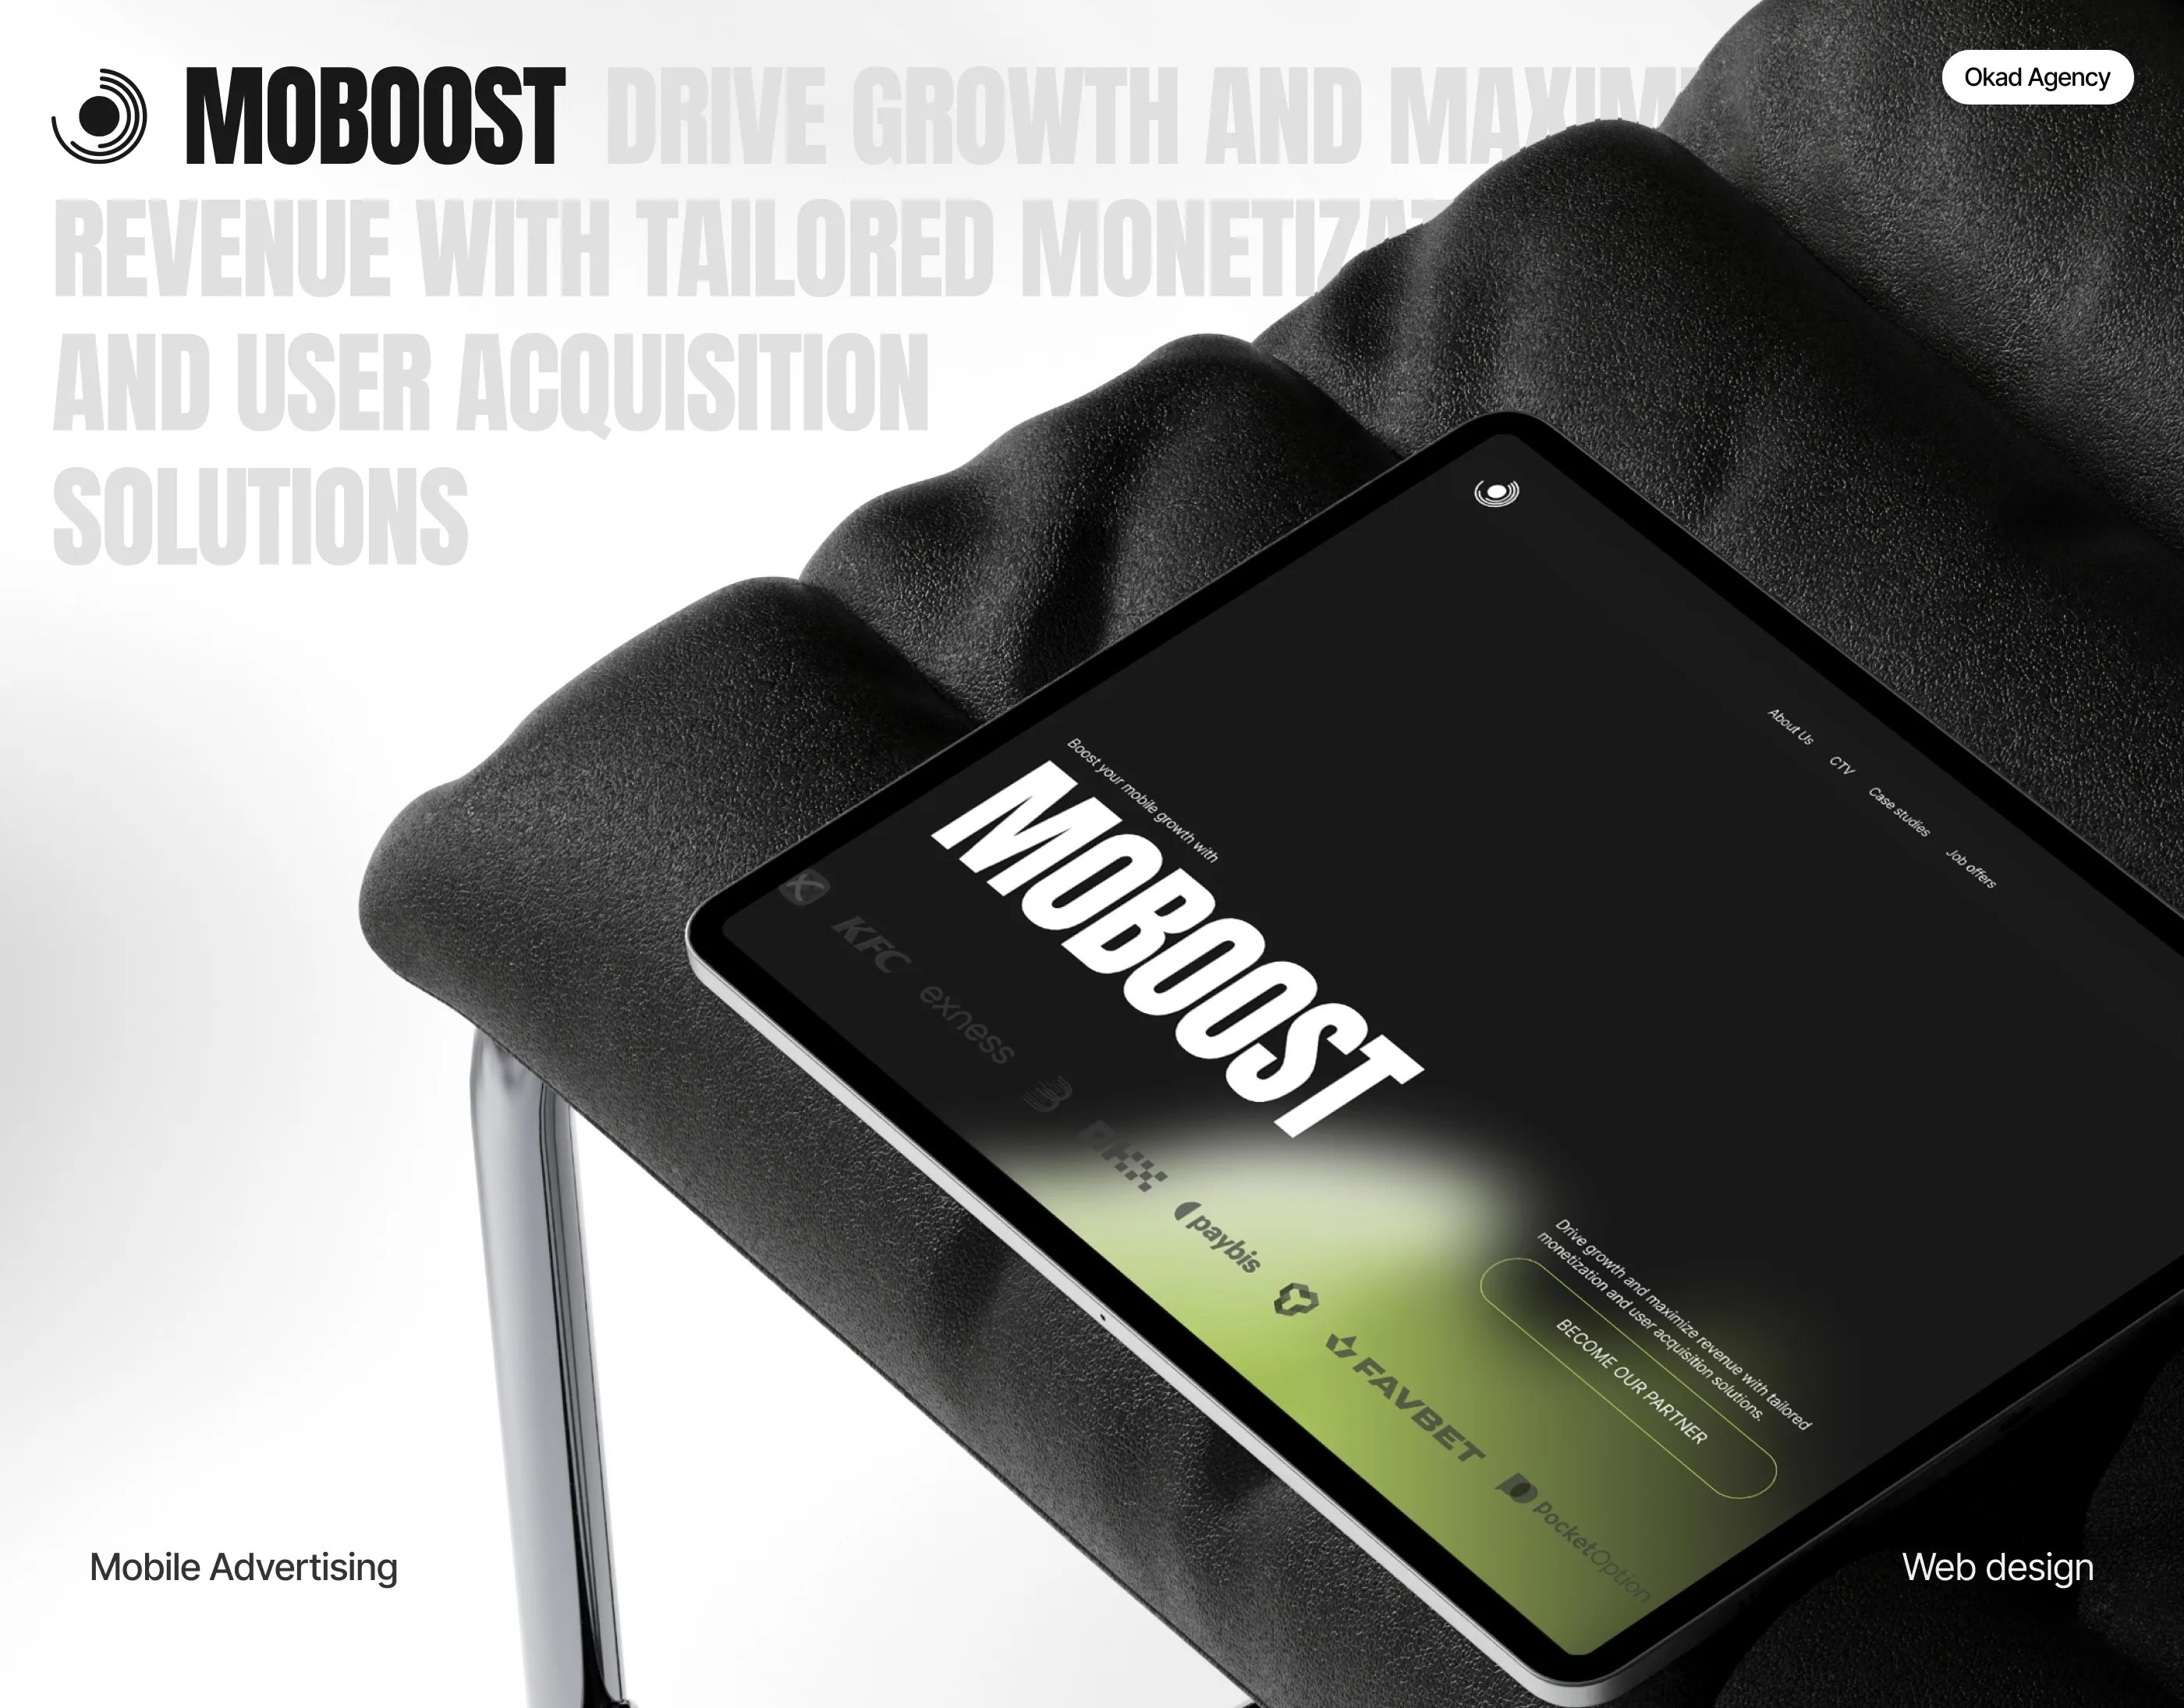 MOBOOST DRIVE GROWTH AND
REVENUE WITH TAILORED
AND USER ACQUISITION
SOLUTIONS
Okad Agency
About Us CTV Case studies Job offers
Boost your mobile growth with
MOBOOST
KFC exness OKX paybis FAVBET PocketOption
Drive growth and maximize revenue with tailored
monetization and user acquisition solutions.
BECOME OUR PARTNER
Mobile Advertising
Web design